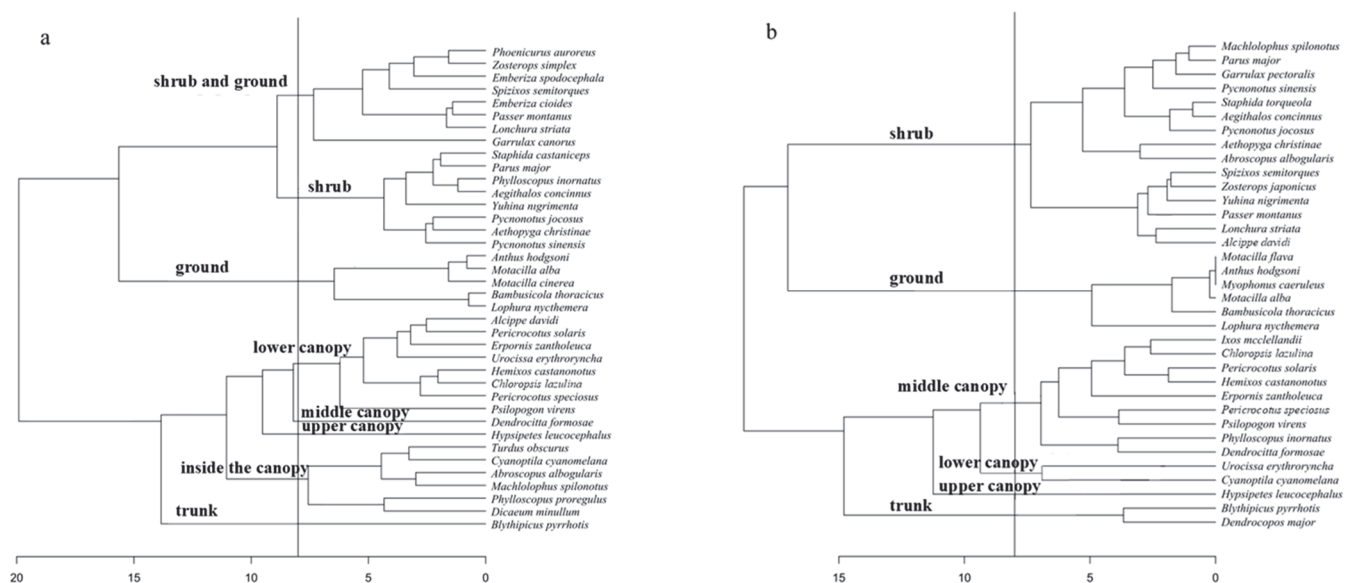 a
Phoenicurus auroreus
Zosterops simplex
Emberiza spodocephala
Spizixos semitorques
Emberiza cioides
Passer montanus
Lonchura striata
Garrulax canorus
Staphida castaniceps
Parus major
Phylloscopus inornatus
Aegithalos concinnus
Yuhina nigrimenta
Pycnonotus jocosus
Aethopyga christinae
Pycnonotus sinensis
Anthus hodgsoni
Motacilla alba
Motacilla cinerea
Bambusicola thoracicus
Lophura nycthemera
Alcippe davidi
Pericrocotus solaris
Erpornis zantholeuca
Urocissa erythroryncha
Hemixos castanonotus
Chloropsis lazulina
Pericrocotus speciosus
Psilopogon virens
Dendrocitta formosae
Hypsipetes leucocephalus
Turdus obscurus
Cyanoptila cyanomelana
Abroscopus albogularis
Machlolophus spilonotus
Phylloscopus proregulus
Dicaeum minullum
Blythipicus pyrrhotis
shrub and ground
shrub
ground
lower canopy
middle canopy
upper canopy
inside the canopy
trunk
20 15 10 5 0
b
Machlolophus spilonotus
Parus major
Garrulax pectoralis
Pycnonotus sinensis
Staphida torqueola
Aegithalos concinnus
Pycnonotus jocosus
Aethopyga christinae
Abroscopus albogularis
Spizixos semitorques
Zosterops japonicus
Yuhina nigrimenta
Passer montanus
Lonchura striata
Alcippe davidi
Motacilla flava
Anthus hodgsoni
Myophonus caeruleus
Motacilla alba
Bambusicola thoracicus
Lophura nycthemera
Ixos mcclellandii
Chloropsis lazulina
Pericrocotus solaris
Hemixos castanonotus
Erpornis zantholeuca
Pericrocotus speciosus
Psilopogon virens
Phylloscopus inornatus
Dendrocitta formosae
Urocissa erythroryncha
Cyanoptila cyanomelana
Hypsipetes leucocephalus
Blythipicus pyrrhotis
Dendrocopos major
shrub
ground
middle canopy
lower canopy
upper canopy
trunk
15 10 5 0